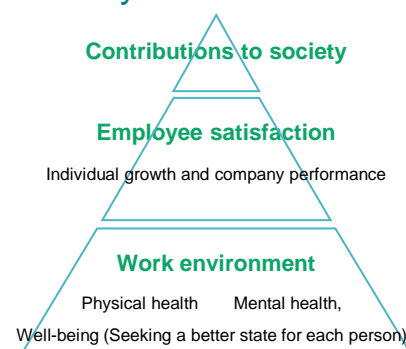 Contributions to society
Employee satisfaction
Individual growth and company performance
Work environment
Physical health Mental health,
Well-being (Seeking a better state for each person)